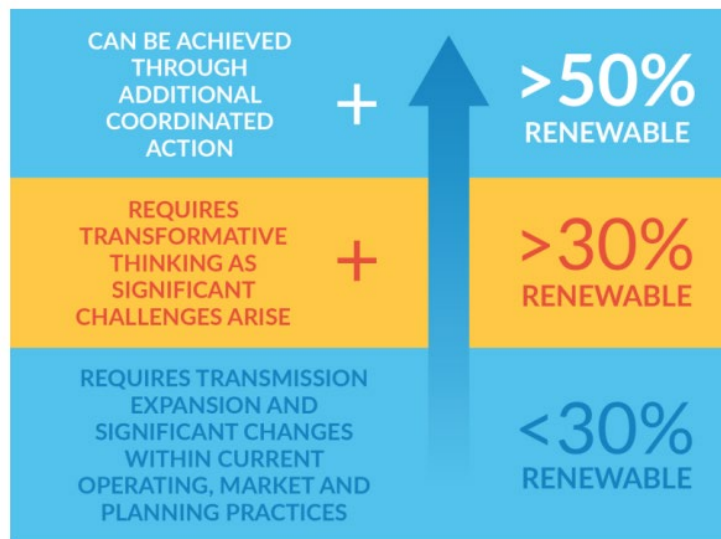 CAN BE ACHIEVED
THROUGH
ADDITIONAL
COORDINATED
ACTION
+
>50%
RENEWABLE
REQUIRES
TRANSFORMATIVE
THINKING AS
SIGNIFICANT
CHALLENGES ARISE
+
>30%
RENEWABLE
REQUIRES TRANSMISSION
EXPANSION AND
SIGNIFICANT CHANGES
WITHIN CURRENT
OPERATING, MARKET AND
PLANNING PRACTICES
<30%
RENEWABLE